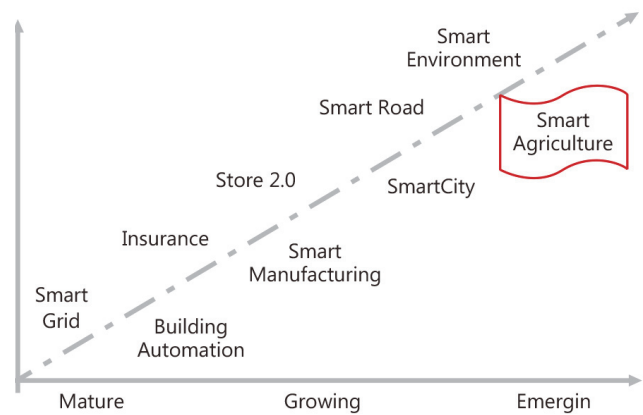 Smart
Environment
Smart Road
Smart
Agriculture
Store 2.0
SmartCity
Insurance
Smart
Manufacturing
Smart
Grid
Building
Automation
Mature
Growing
Emergin